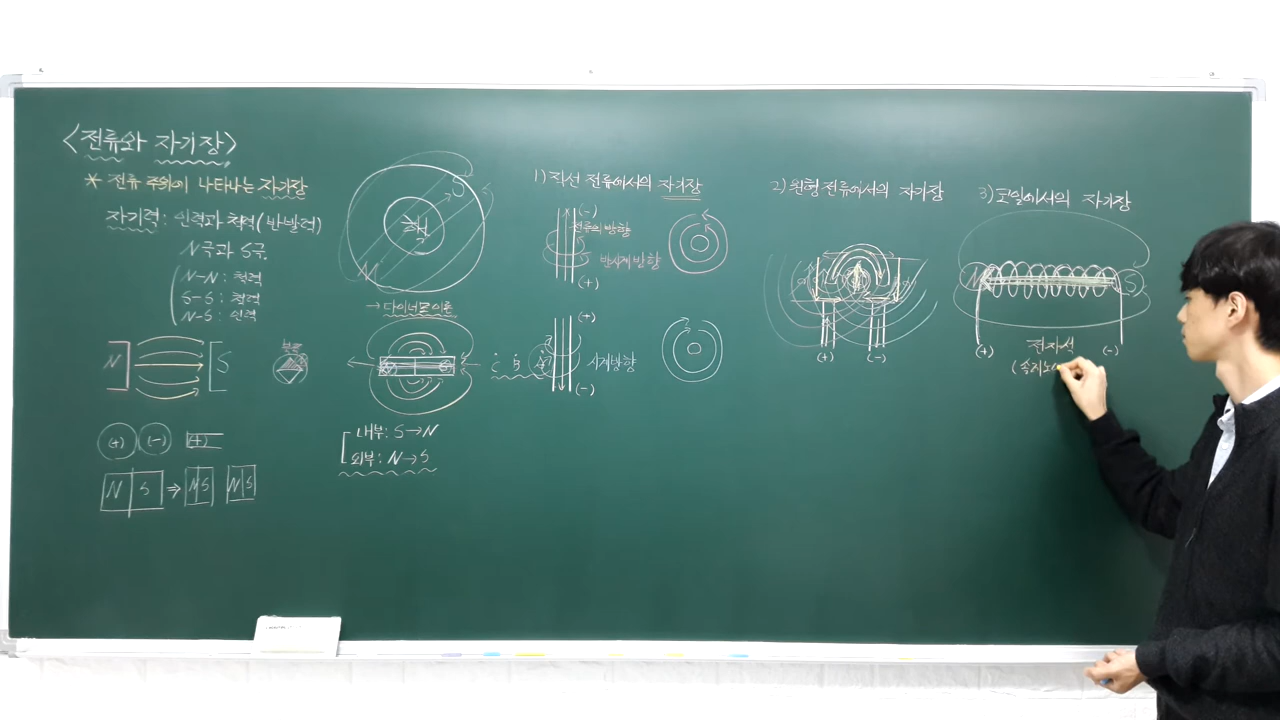 <전류와 자기장>
* 전류 주위에 나타나는 자기장
자기력: 인력과 척력(반발력)
N극과 S극.
N-N: 척력
S-S: 척력
N-S: 인력
N S
북극
(+) (-) (+)
N S ⇒ N S N S
S
핵
N
→ 다이너모이론
내부: S→N
외부: N→S
1) 직선 전류에서의 자기장
(-)
전류의 방향
반시계 방향
(+)
(+)
시계방향
(-)
2) 원형 전류에서의 자기장
(+) (-)
3) 코일에서의 자기장
N S
(+) (-)
전자석